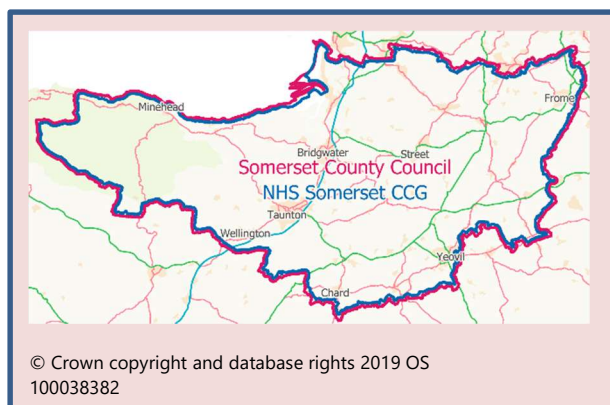 Minehead
Frome
Bridgwater
Street
Somerset County Council
NHS Somerset CCG
Taunton
Wellington
Yeovil
Chard
© Crown copyright and database rights 2019 OS
100038382